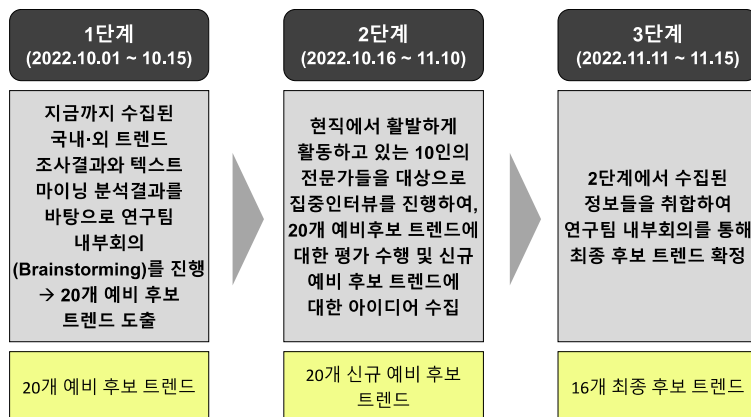 1단계
(2022.10.01 ~ 10.15)
지금까지 수집된
국내·외 트렌드
조사결과와 텍스트
마이닝 분석결과를
바탕으로 연구팀
내부회의
(Brainstorming)를 진행
→ 20개 예비 후보
트렌드 도출
20개 예비 후보 트렌드
2단계
(2022.10.16 ~ 11.10)
현직에서 활발하게
활동하고 있는 10인의
전문가들을 대상으로
집중인터뷰를 진행하여,
20개 예비후보 트렌드에
대한 평가 수행 및 신규
예비 후보 트렌드에
대한 아이디어 수집
20개 신규 예비 후보
트렌드
3단계
(2022.11.11 ~ 11.15)
2단계에서 수집된
정보들을 취합하여
연구팀 내부회의를 통해
최종 후보 트렌드 확정
16개 최종 후보 트렌드